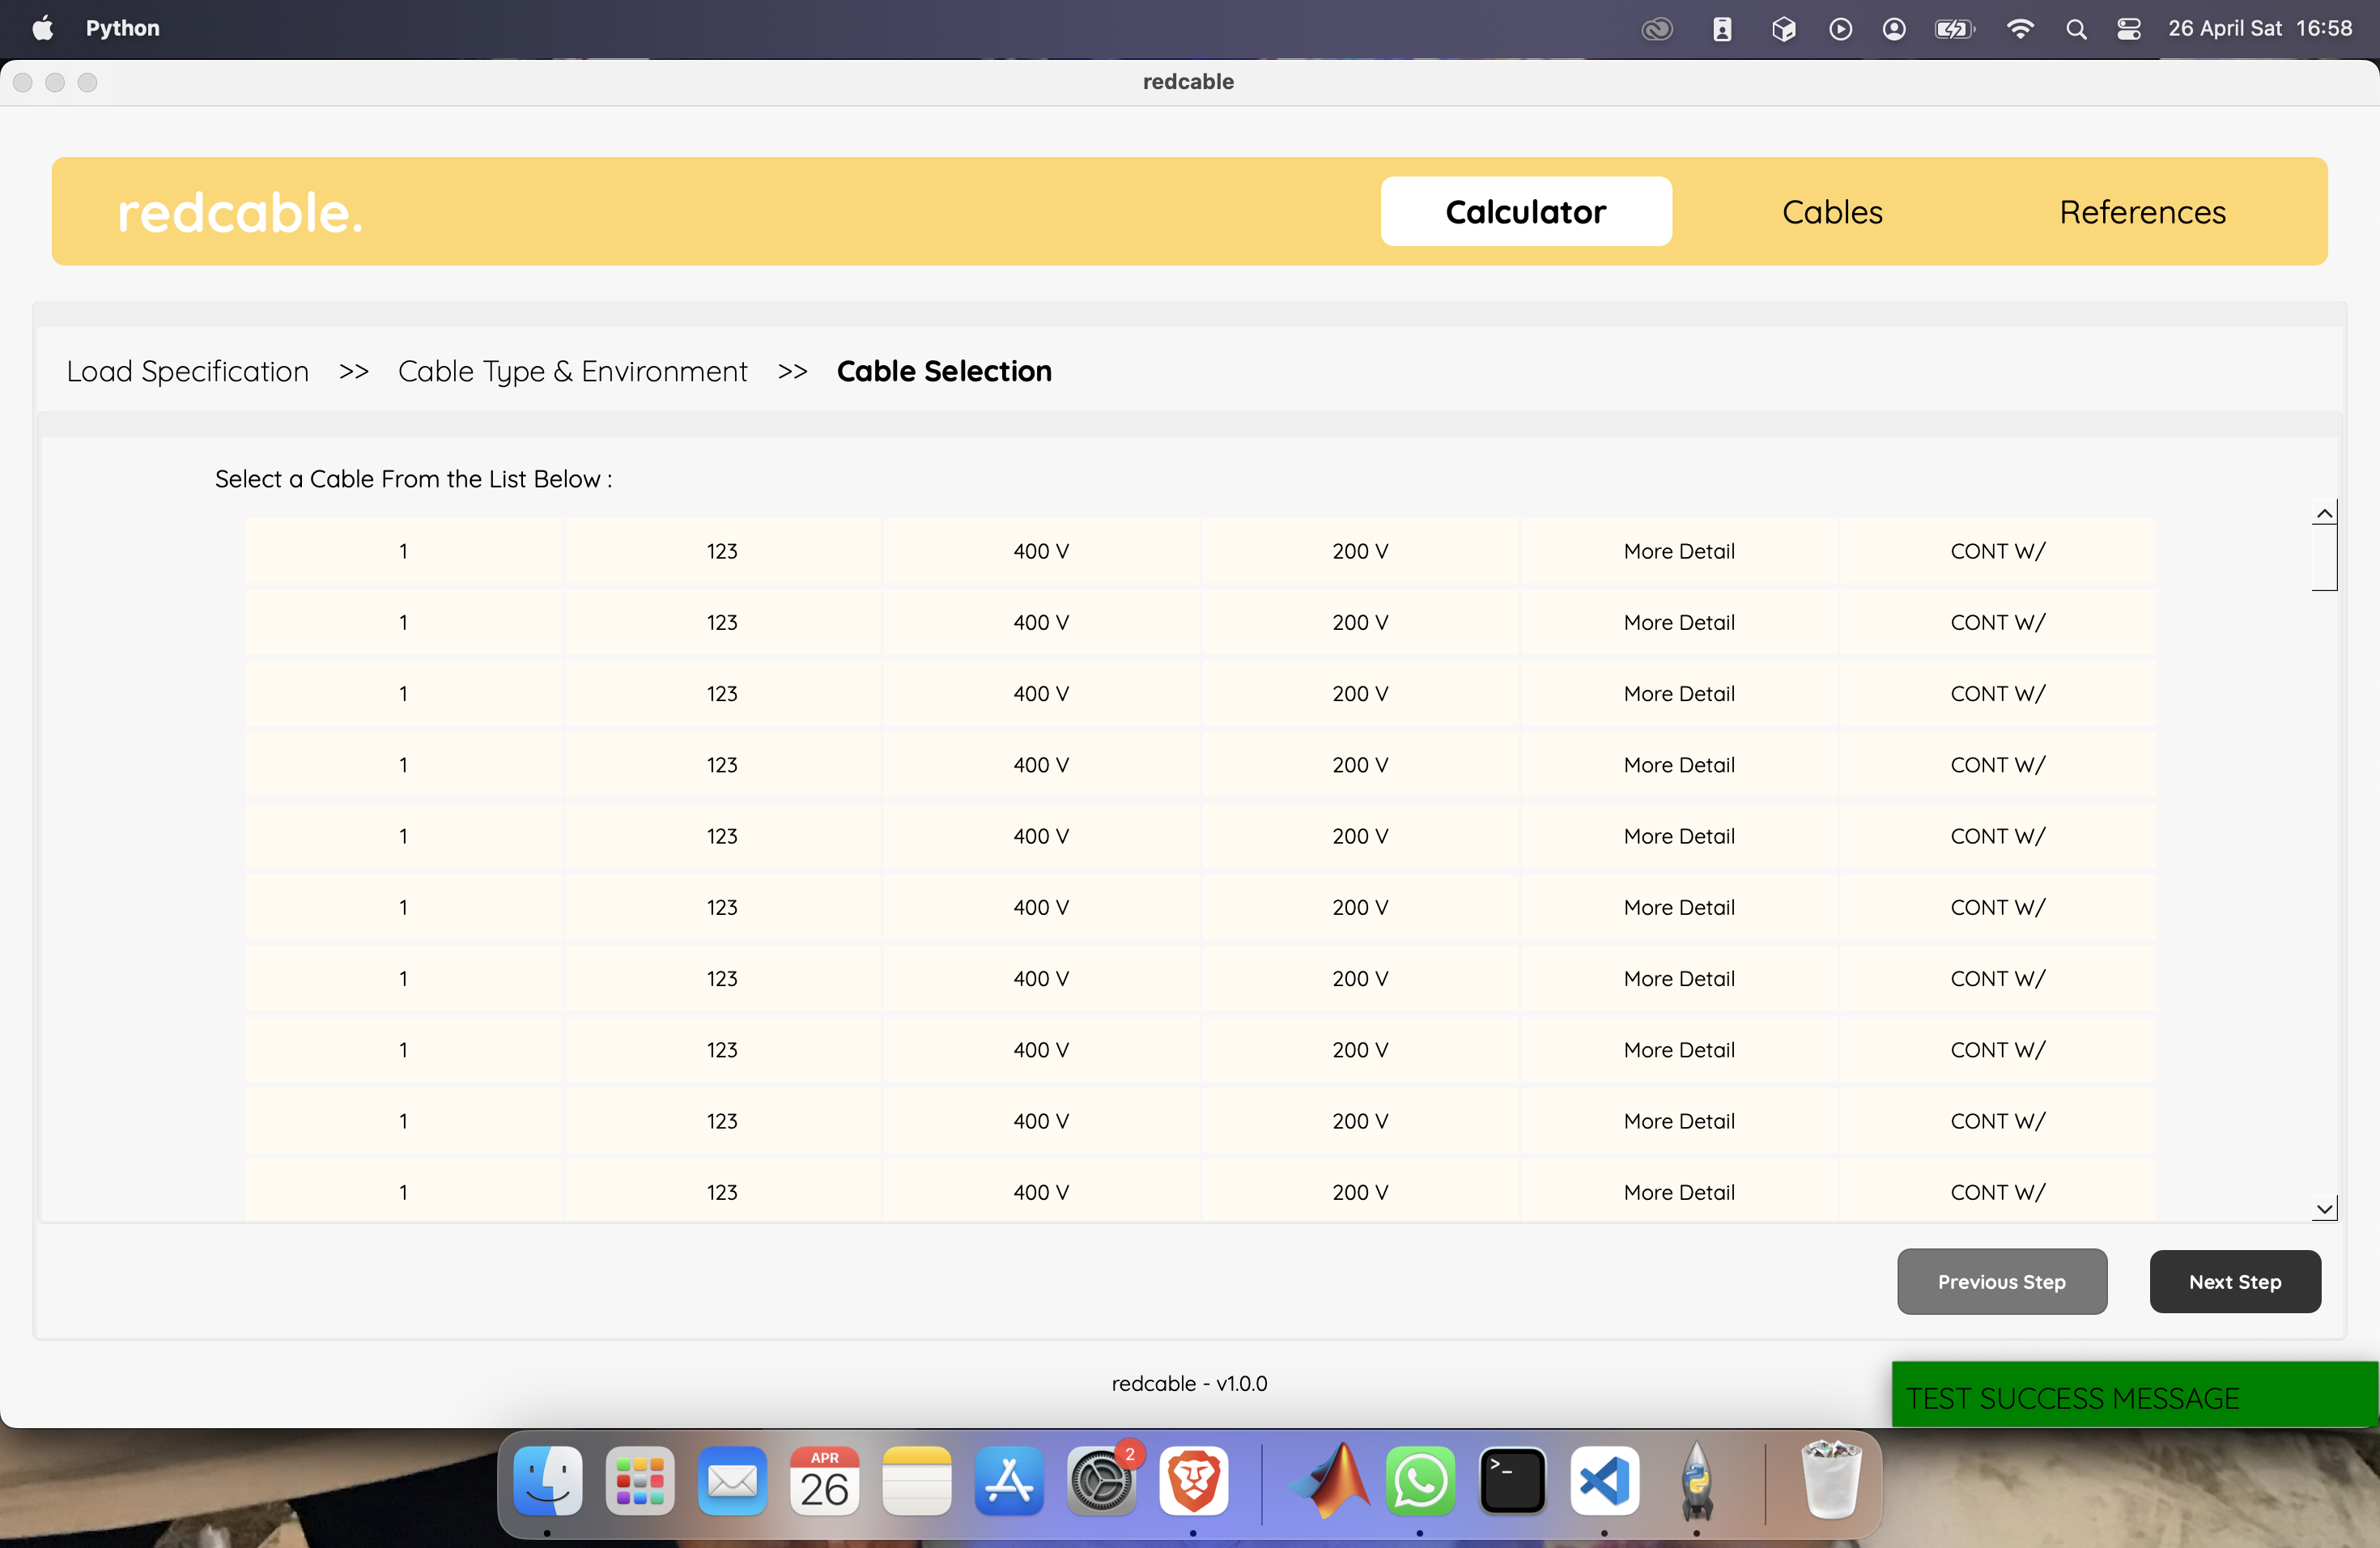 Python 26 April Sat 16:58
redcable
redcable. Calculator Cables References
Load Specification >> Cable Type & Environment >> Cable Selection
Select a Cable From the List Below :
1 123 400 V 200 V More Detail CONT W/
1 123 400 V 200 V More Detail CONT W/
1 123 400 V 200 V More Detail CONT W/
1 123 400 V 200 V More Detail CONT W/
1 123 400 V 200 V More Detail CONT W/
1 123 400 V 200 V More Detail CONT W/
1 123 400 V 200 V More Detail CONT W/
1 123 400 V 200 V More Detail CONT W/
1 123 400 V 200 V More Detail CONT W/
1 123 400 V 200 V More Detail CONT W/
Previous Step Next Step
redcable - v1.0.0
TEST SUCCESS MESSAGE
APR
26
2
>_